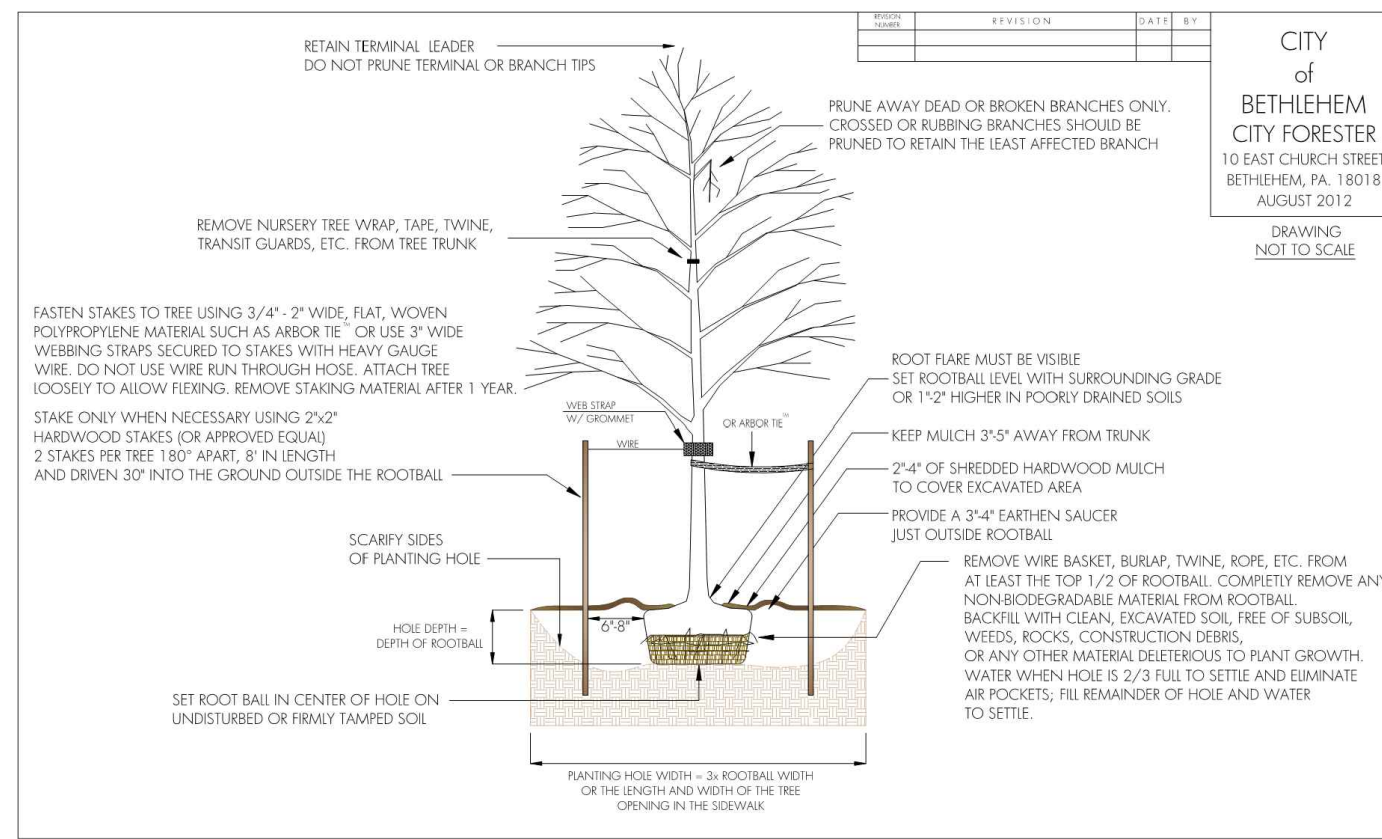 REVISION
NUMBER
REVISION
DATE
BY
CITY
of
BETHLEHEM
CITY FORESTER
10 EAST CHURCH STREET
BETHLEHEM, PA. 18018
AUGUST 2012
DRAWING
NOT TO SCALE
RETAIN TERMINAL LEADER
DO NOT PRUNE TERMINAL OR BRANCH TIPS
PRUNE AWAY DEAD OR BROKEN BRANCHES ONLY.
CROSSED OR RUBBING BRANCHES SHOULD BE
PRUNED TO RETAIN THE LEAST AFFECTED BRANCH
REMOVE NURSERY TREE WRAP, TAPE, TWINE,
TRANSIT GUARDS, ETC. FROM TREE TRUNK
FASTEN STAKES TO TREE USING 3/4" - 2" WIDE, FLAT, WOVEN
POLYPROPYLENE MATERIAL SUCH AS ARBOR TIE™ OR USE 3" WIDE
WEBBING STRAPS SECURED TO STAKES WITH HEAVY GAUGE
WIRE. DO NOT USE WIRE RUN THROUGH HOSE. ATTACH TREE
LOOSELY TO ALLOW FLEXING. REMOVE STAKING MATERIAL AFTER 1 YEAR.
STAKE ONLY WHEN NECESSARY USING 2"x2"
HARDWOOD STAKES (OR APPROVED EQUAL)
2 STAKES PER TREE 180° APART, 8' IN LENGTH
AND DRIVEN 30" INTO THE GROUND OUTSIDE THE ROOTBALL
WEB STRAP
W/ GROMMET
WIRE
OR ARBOR TIE™
ROOT FLARE MUST BE VISIBLE
SET ROOTBALL LEVEL WITH SURROUNDING GRADE
OR 1"-2" HIGHER IN POORLY DRAINED SOILS
KEEP MULCH 3"-5" AWAY FROM TRUNK
2"-4" OF SHREDDED HARDWOOD MULCH
TO COVER EXCAVATED AREA
PROVIDE A 3"-4" EARTHEN SAUCER
JUST OUTSIDE ROOTBALL
SCARIFY SIDES
OF PLANTING HOLE
REMOVE WIRE BASKET, BURLAP, TWINE, ROPE, ETC. FROM
AT LEAST THE TOP 1/2 OF ROOTBALL. COMPLETLY REMOVE ANY
NON-BIODEGRADABLE MATERIAL FROM ROOTBALL.
BACKFILL WITH CLEAN, EXCAVATED SOIL, FREE OF SUBSOIL,
WEEDS, ROCKS, CONSTRUCTION DEBRIS,
OR ANY OTHER MATERIAL DELETERIOUS TO PLANT GROWTH.
WATER WHEN HOLE IS 2/3 FULL TO SETTLE AND ELIMINATE
AIR POCKETS; FILL REMAINDER OF HOLE AND WATER
TO SETTLE.
6"-8"
HOLE DEPTH =
DEPTH OF ROOTBALL
SET ROOT BALL IN CENTER OF HOLE ON
UNDISTURBED OR FIRMLY TAMPED SOIL
PLANTING HOLE WIDTH = 3x ROOTBALL WIDTH
OR THE LENGTH AND WIDTH OF THE TREE
OPENING IN THE SIDEWALK